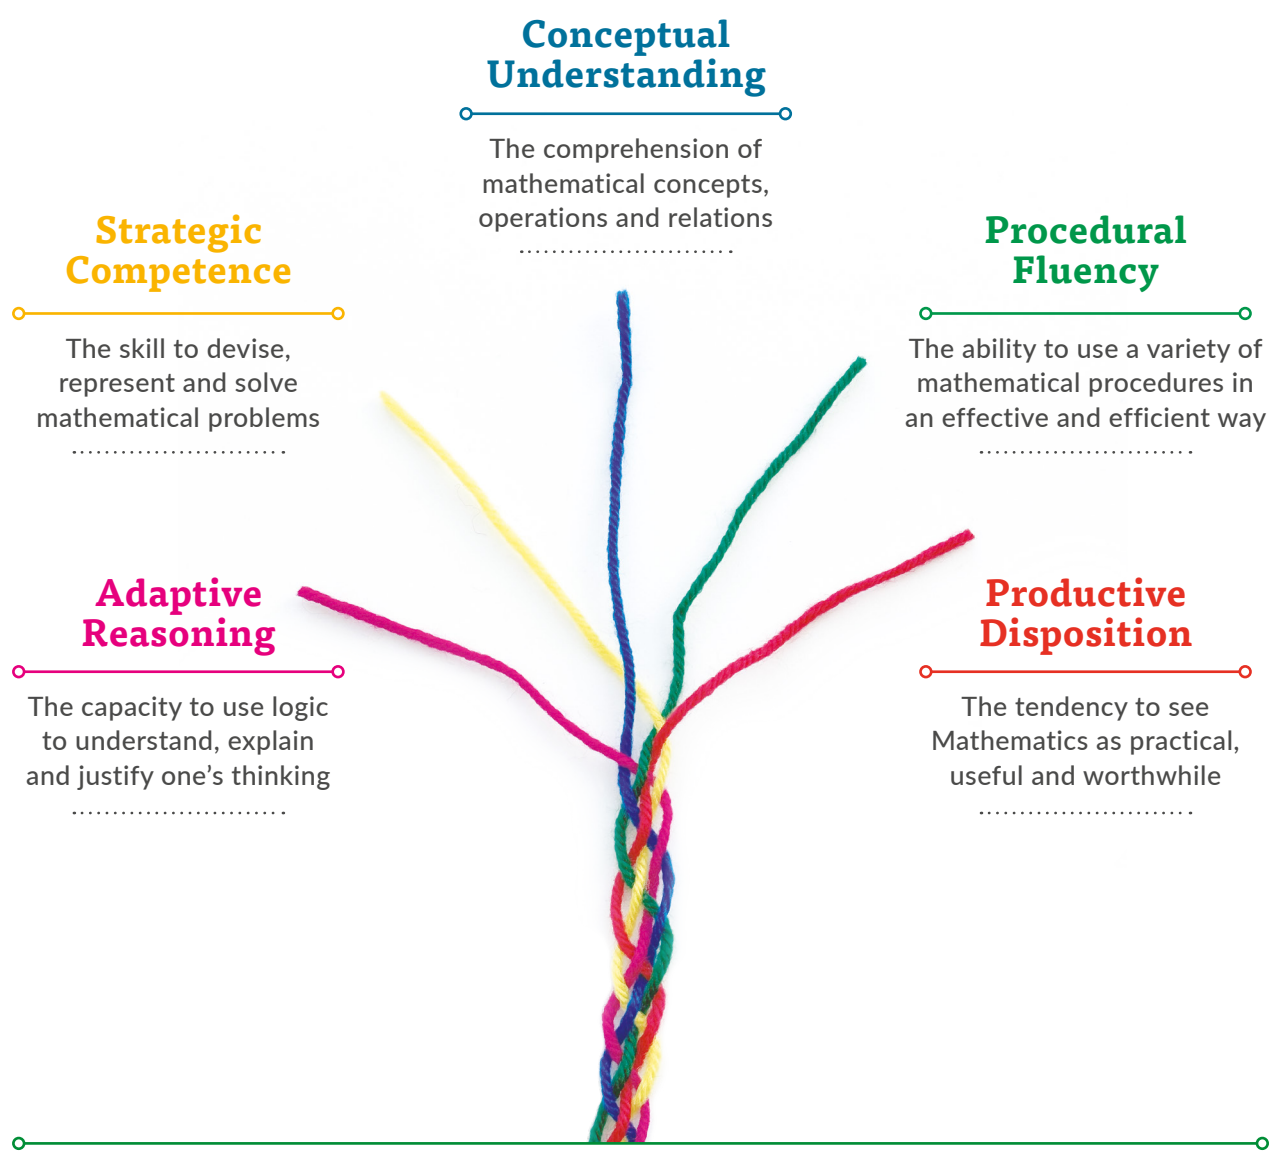 Conceptual
Understanding
The comprehension of
mathematical concepts,
operations and relations
Strategic
Competence
The skill to devise,
represent and solve
mathematical problems
Procedural
Fluency
The ability to use a variety of
mathematical procedures in
an effective and efficient way
Adaptive
Reasoning
The capacity to use logic
to understand, explain
and justify one’s thinking
Productive
Disposition
The tendency to see
Mathematics as practical,
useful and worthwhile